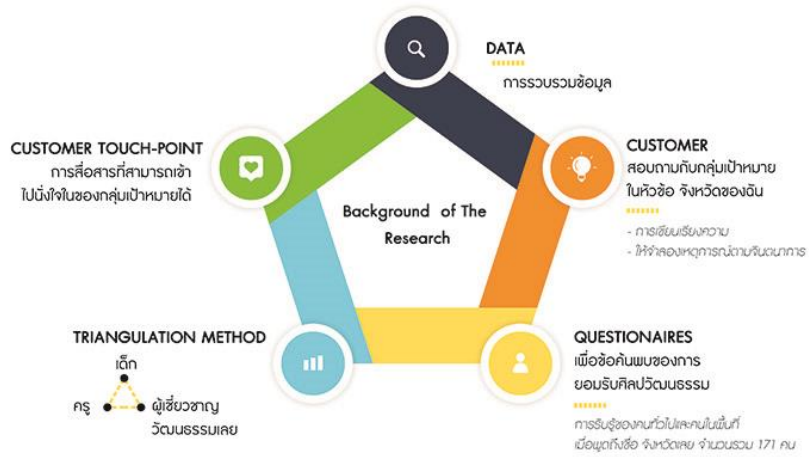 DATA
การรวบรวมข้อมูล
CUSTOMER
สอบถามกับกลุ่มเป้าหมาย
ในหัวข้อ จังหวัดของฉัน
- การเขียนเรียงความ
- ให้จำลองเหตุการณ์ตามจินตนาการ
QUESTIONAIRES
เพื่อข้อค้นพบของการ
ยอมรับศิลปวัฒนธรรม
การรับรู้ของคนทั่วไปและคนในพื้นที่
เมื่อพูดถึงชื่อ จังหวัดเลย จำนวนรวม 171 คน
TRIANGULATION METHOD
เด็ก
ครู
ผู้เชี่ยวชาญ
วัฒนธรรมเลย
CUSTOMER TOUCH-POINT
การสื่อสารที่สามารถเข้า
ไปนั่งใจในของกลุ่มเป้าหมายได้
Background of The
Research